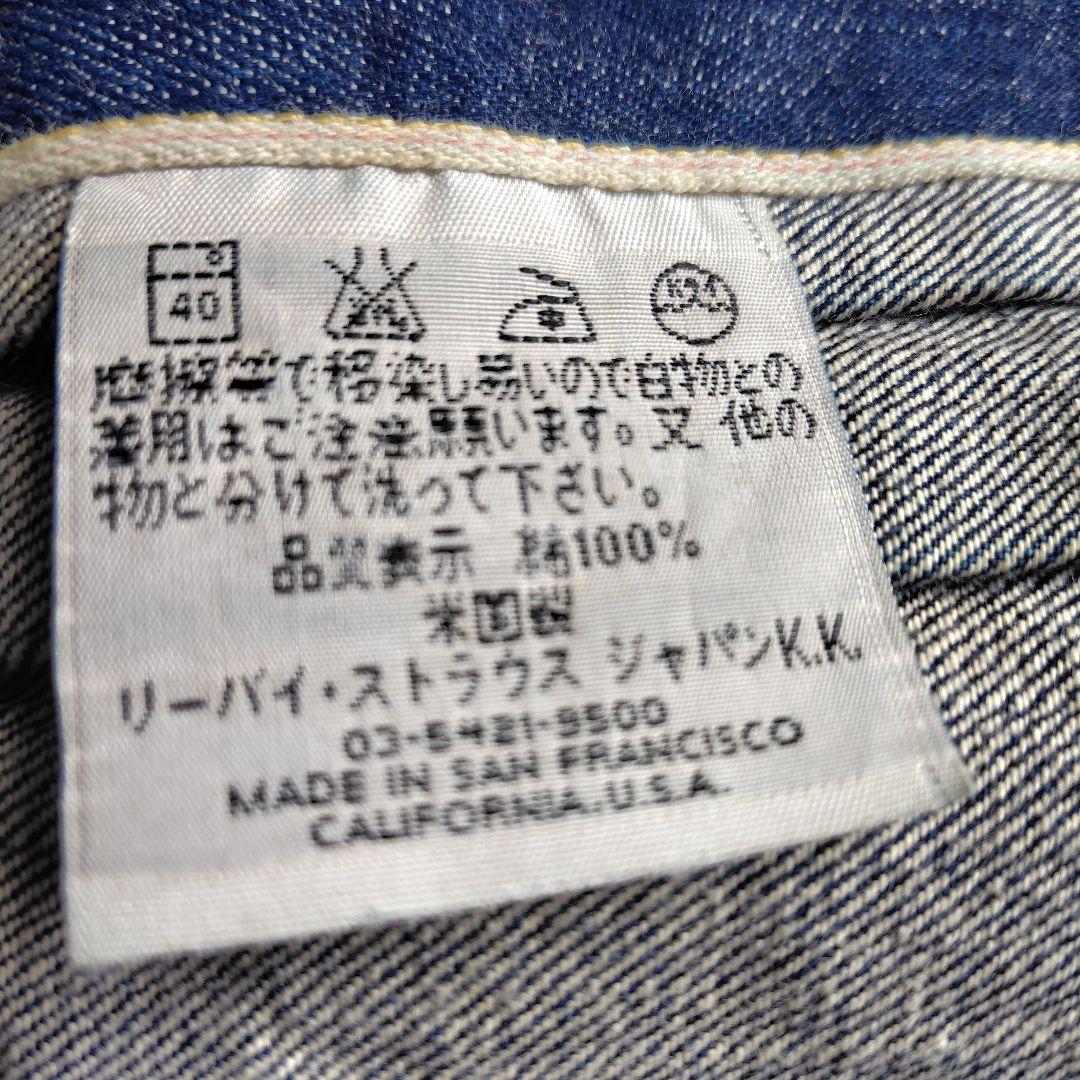 40
摩擦等で移染し易いので白物との
着用はご注意願います。又 他の
物と分けて洗って下さい。
品質表示 綿100%
米国製
リーバイ・ストラウス ジャパンK.K.
03-5421-9500
MADE IN SAN FRANCISCO
CALIFORNIA.U.S.A.